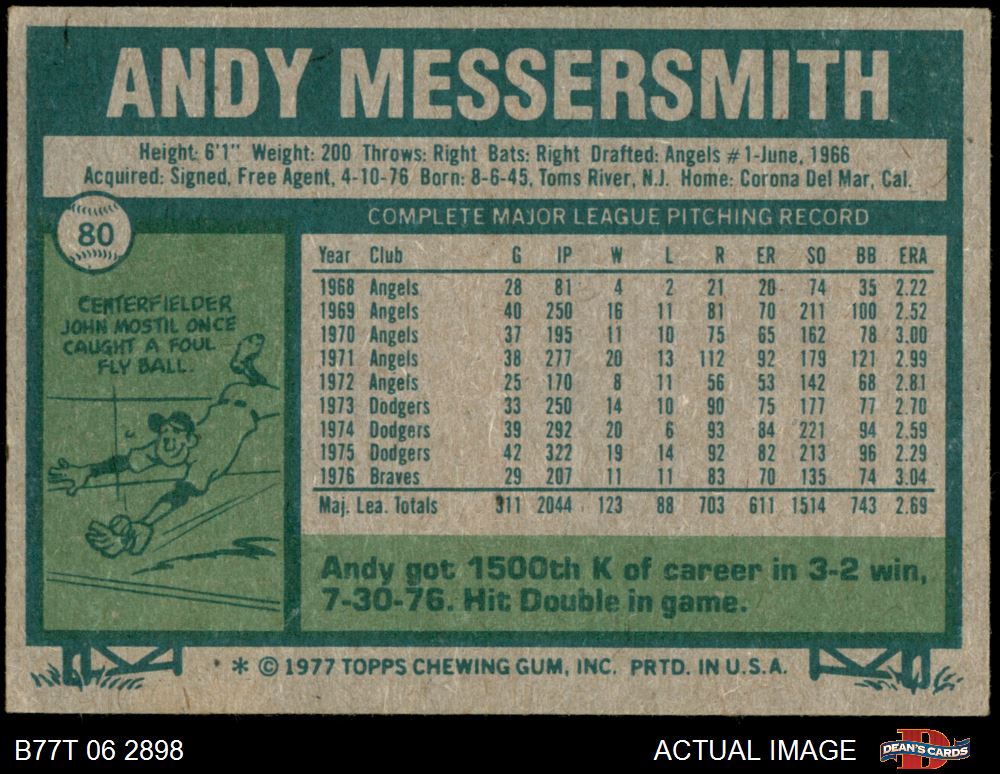 ANDY MESSERSMITH
Height: 6'1" Weight: 200 Throws: Right Bats: Right Drafted: Angels #1-June, 1966
Acquired: Signed, Free Agent, 4-10-76 Born: 8-6-45, Toms River, N.J. Home: Corona Del Mar, Cal.
80
CENTERFIELDER
JOHN MOSTIL ONCE
CAUGHT A FOUL
FLY BALL.
COMPLETE MAJOR LEAGUE PITCHING RECORD
Year Club G IP W L R ER SO BB ERA
1968 Angels 28 81 4 2 21 20 74 35 2.22
1969 Angels 40 250 16 11 81 70 211 100 2.52
1970 Angels 37 195 11 10 75 65 162 78 3.00
1971 Angels 38 277 20 13 112 92 179 121 2.99
1972 Angels 25 170 8 11 56 53 142 68 2.81
1973 Dodgers 33 250 14 10 90 75 177 77 2.70
1974 Dodgers 39 292 20 6 93 84 221 94 2.59
1975 Dodgers 42 322 19 14 92 82 213 96 2.29
1976 Braves 29 207 11 11 83 70 135 74 3.04
Maj. Lea. Totals 311 2044 123 88 703 611 1514 743 2.69
Andy got 1500th K of career in 3-2 win,
7-30-76. Hit Double in game.
* © 1977 TOPPS CHEWING GUM, INC. PRTD. IN U.S.A.
B77T 06 2898
ACTUAL IMAGE
DEAN'S CARDS